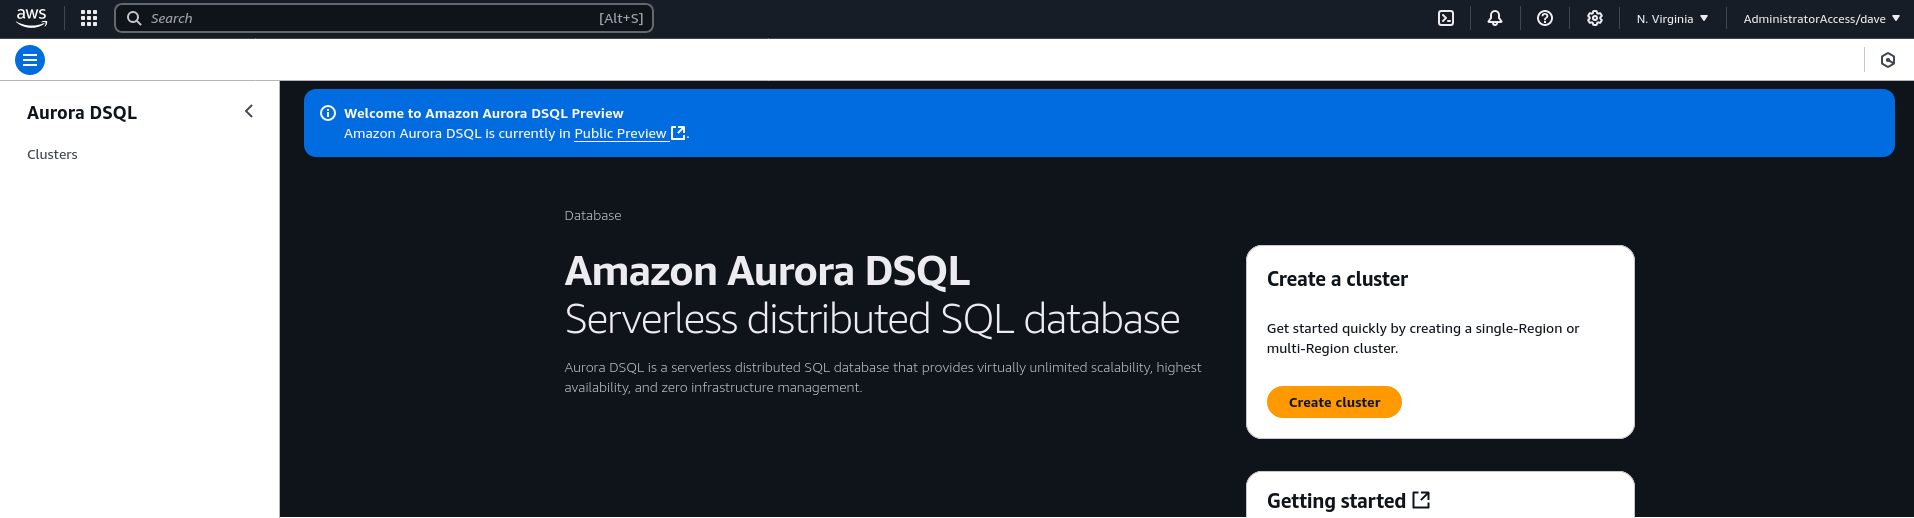 aws
Search [Alt+S]
N. Virginia
AdministratorAccess/dave
Aurora DSQL
Clusters
Welcome to Amazon Aurora DSQL Preview
Amazon Aurora DSQL is currently in Public Preview.
Database
Amazon Aurora DSQL
Serverless distributed SQL database
Aurora DSQL is a serverless distributed SQL database that provides virtually unlimited scalability, highest
availability, and zero infrastructure management.
Create a cluster
Get started quickly by creating a single-Region or
multi-Region cluster.
Create cluster
Getting started